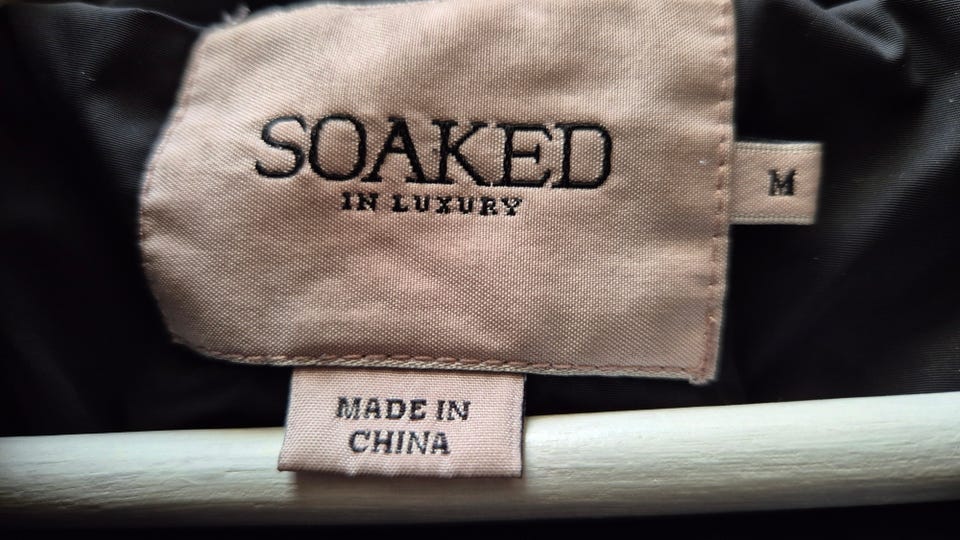 SOAKED
IN LUXURY
M
MADE IN
CHINA